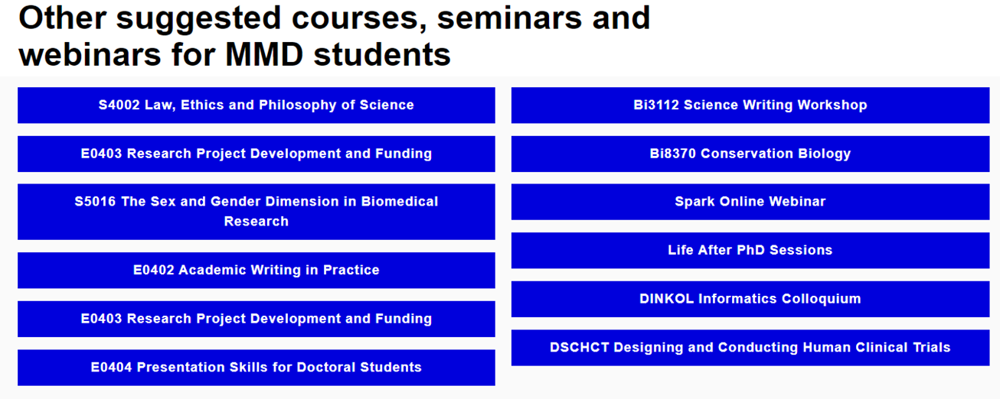 Other suggested courses, seminars and
webinars for MMD students
S4002 Law, Ethics and Philosophy of Science
E0403 Research Project Development and Funding
S5016 The Sex and Gender Dimension in Biomedical
Research
E0402 Academic Writing in Practice
E0403 Research Project Development and Funding
E0404 Presentation Skills for Doctoral Students
Bi3112 Science Writing Workshop
Bi8370 Conservation Biology
Spark Online Webinar
Life After PhD Sessions
DINKOL Informatics Colloquium
DSCHCT Designing and Conducting Human Clinical Trials